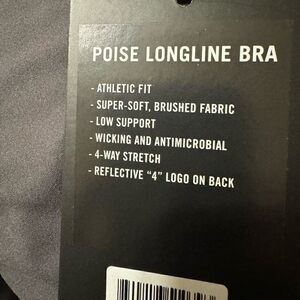 POISE LONGLINE BRA
- ATHLETIC FIT
- SUPER-SOFT, BRUSHED FABRIC
- LOW SUPPORT
- WICKING AND ANTIMICROBIAL
- 4-WAY STRETCH
- REFLECTIVE “4” LOGO ON BACK